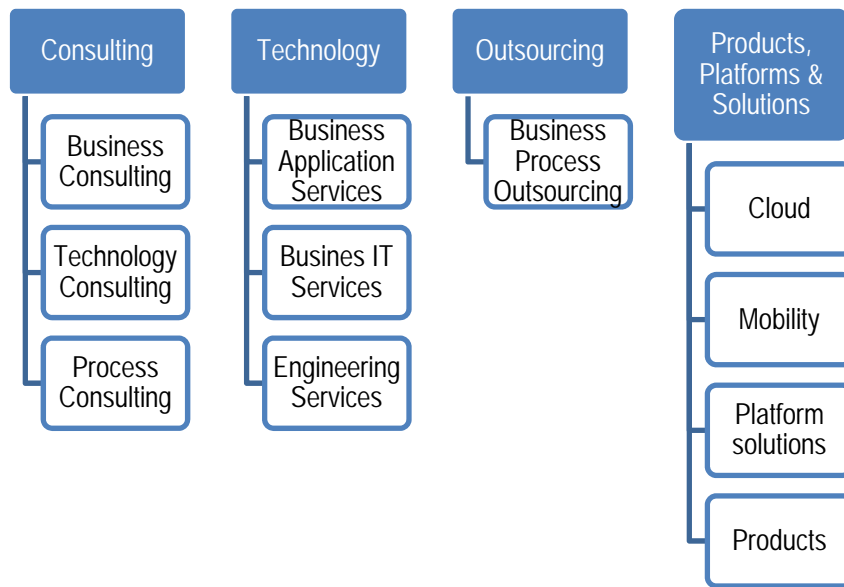 Consulting
Business
Consulting
Technology
Consulting
Process
Consulting
Technology
Business
Application
Services
Busines IT
Services
Engineering
Services
Outsourcing
Business
Process
Outsourcing
Products,
Platforms &
Solutions
Cloud
Mobility
Platform
solutions
Products